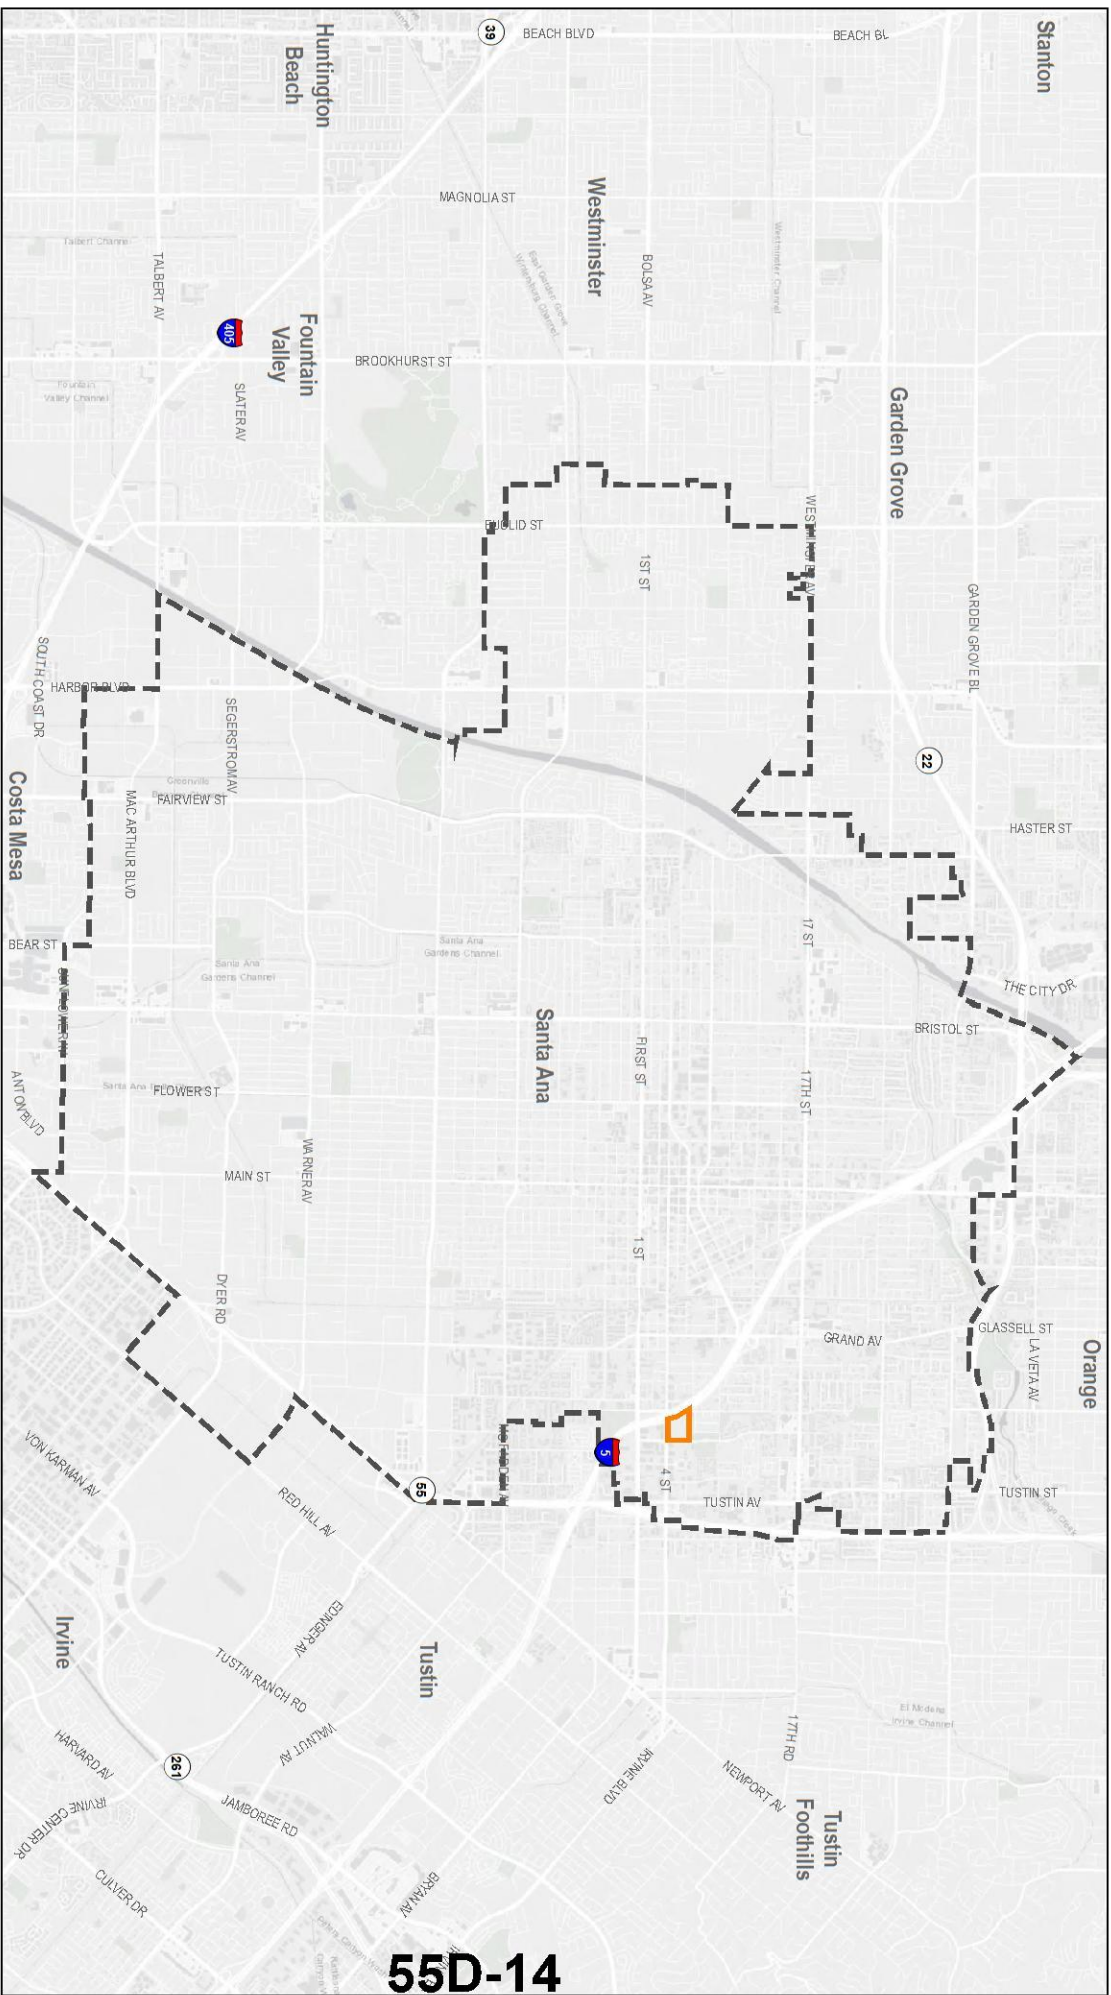 Stanton
BEACH BL
BEACH BLVD
39
Huntington
Beach
MAGNOLIA ST
Westminster
BOLSA AV
Westminster Channel
East Garden Grove
Wintersburg Channel
Talbert Channel
TALBERT AV
405
Fountain
Valley
BROOKHURST ST
SLATER AV
Fountain
Valley Channel
Garden Grove
EUCLID ST
WESTMINSTER AV
1ST ST
GARDEN GROVE BL
22
HARBOR BLVD
SOUTH COAST DR
SEGERSTROM AV
Costa Mesa
MAC ARTHUR BLVD
FAIRVIEW ST
HASTER ST
17 ST
BEAR ST
Santa Ana
Gardens Channel
Santa Ana
Gardens Channel
THE CITY DR
BRISTOL ST
Santa Ana
FIRST ST
17TH ST
FLOWER ST
ANTON BLVD
MAIN ST
WARNER AV
1 ST
DYER RD
GRAND AV
GLASSELL ST
LA VETA AV
Orange
5
4 ST
TUSTIN AV
TUSTIN ST
55
VON KARMAN AV
RED HILL AV
EDINGER AV
Irvine
Tustin
TUSTIN RANCH RD
WALNUT AV
El Modena
Irvine Channel
17TH RD
NEWPORT AV
IRVINE BLVD
Tustin
Foothills
HARVARD AV
261
JAMBOREE RD
IRVINE CENTER DR
CULVER DR
BRYAN AV
55D-14